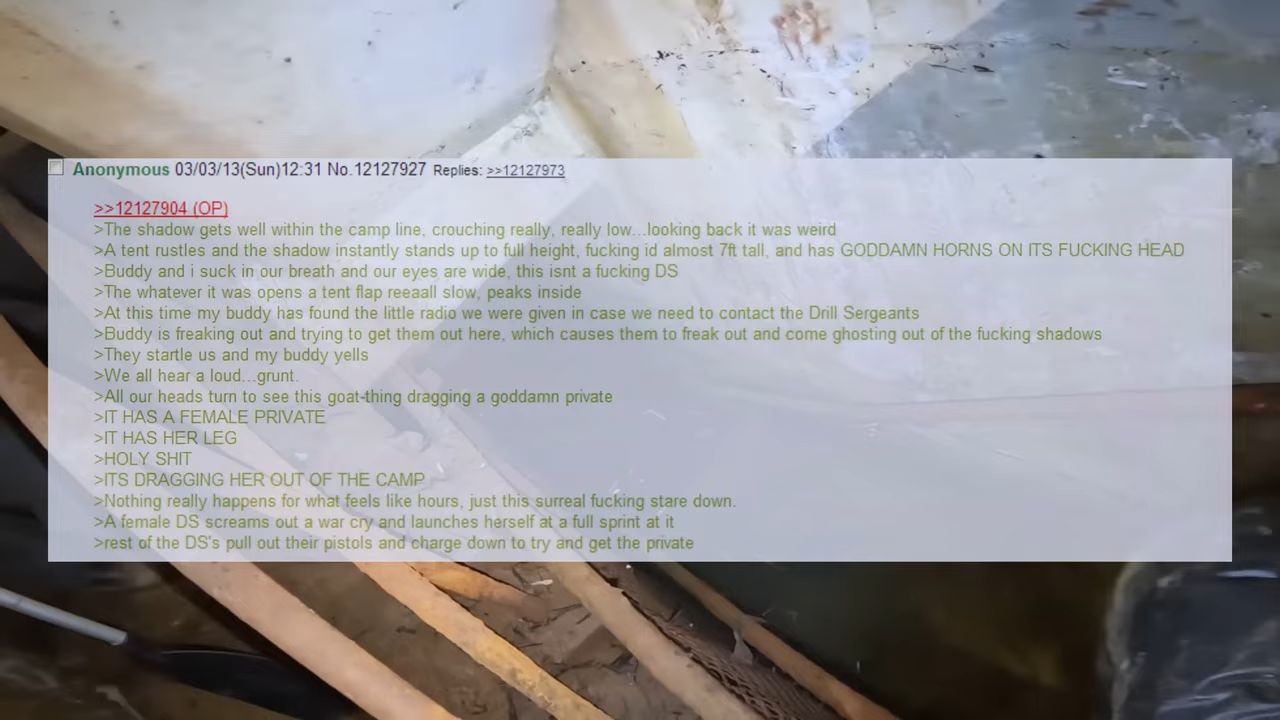 Anonymous 03/03/13(Sun)12:31 No.12127927 Replies: >>12127973
>>12127904 (OP)
>The shadow gets well within the camp line, crouching really, really low...looking back it was weird
>A tent rustles and the shadow instantly stands up to full height, fucking id almost 7ft tall, and has GODDAMN HORNS ON ITS FUCKING HEAD
>Buddy and i suck in our breath and our eyes are wide, this isnt a fucking DS
>The whatever it was opens a tent flap reeaall slow, peaks inside
>At this time my buddy has found the little radio we were given in case we need to contact the Drill Sergeants
>Buddy is freaking out and trying to get them out here, which causes them to freak out and come ghosting out of the fucking shadows
>They startle us and my buddy yells
>We all hear a loud...grunt.
>All our heads turn to see this goat-thing dragging a goddamn private
>IT HAS A FEMALE PRIVATE
>IT HAS HER LEG
>HOLY SHIT
>ITS DRAGGING HER OUT OF THE CAMP
>Nothing really happens for what feels like hours, just this surreal fucking stare down.
>A female DS screams out a war cry and launches herself at a full sprint at it
>rest of the DS's pull out their pistols and charge down to try and get the private